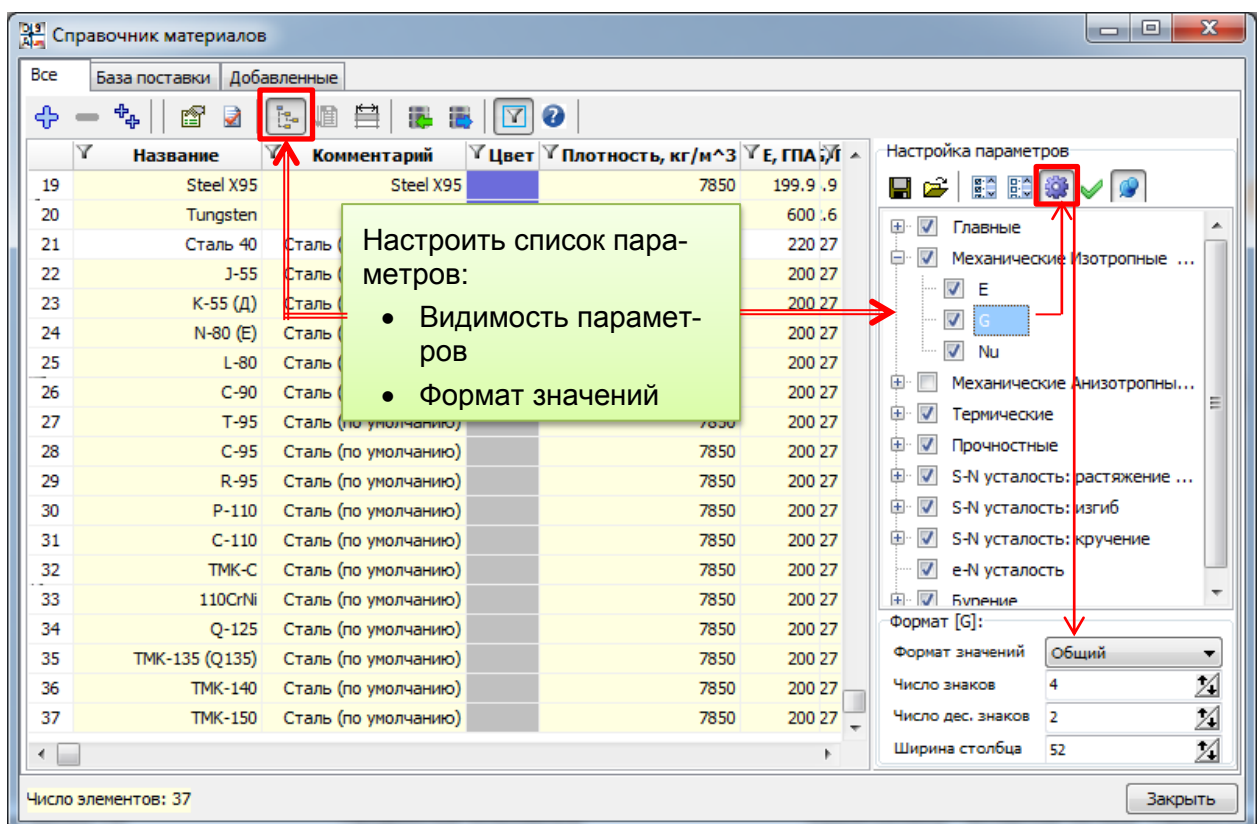 Справочник материалов
Все База поставки Добавленные
Название Комментарий Цвет Плотность, кг/м^3 E, ГПА
19 Steel X95 Steel X95 7850 199.9 .9
20 Tungsten 600 .6
21 Сталь 40 Сталь ( 220 27
22 J-55 Сталь ( 200 27
23 К-55 (Д) Сталь ( 200 27
24 N-80 (E) Сталь ( 200 27
25 L-80 Сталь ( 200 27
26 C-90 Сталь ( 200 27
27 T-95 Сталь (по умолчанию) 7850 200 27
28 C-95 Сталь (по умолчанию) 7850 200 27
29 R-95 Сталь (по умолчанию) 7850 200 27
30 P-110 Сталь (по умолчанию) 7850 200 27
31 C-110 Сталь (по умолчанию) 7850 200 27
32 ТМК-С Сталь (по умолчанию) 7850 200 27
33 110CrNi Сталь (по умолчанию) 7850 200 27
34 Q-125 Сталь (по умолчанию) 7850 200 27
35 ТМК-135 (Q135) Сталь (по умолчанию) 7850 200 27
36 ТМК-140 Сталь (по умолчанию) 7850 200 27
37 ТМК-150 Сталь (по умолчанию) 7850 200 27
Настроить список пара-
метров:
• Видимость парамет-
ров
• Формат значений
Настройка параметров
Главные
Механические Изотропные ...
E
G
Nu
Механические Анизотропны...
Термические
Прочностные
S-N усталость: растяжение ...
S-N усталость: изгиб
S-N усталость: кручение
e-N усталость
Бурение
Формат [G]:
Формат значений Общий
Число знаков 4
Число дес. знаков 2
Ширина столбца 52
Число элементов: 37
Закрыть